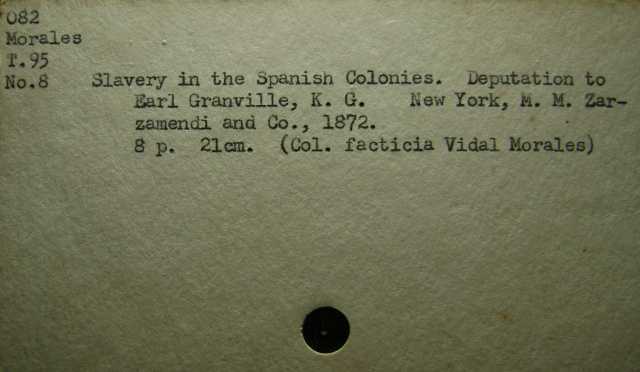 082
Morales
T.95
No.8 Slavery in the Spanish Colonies. Deputation to
Earl Granville, K. G. New York, M. M. Zar-
zamendi and Co., 1872.
8 p. 21cm. (Col. facticia Vidal Morales)